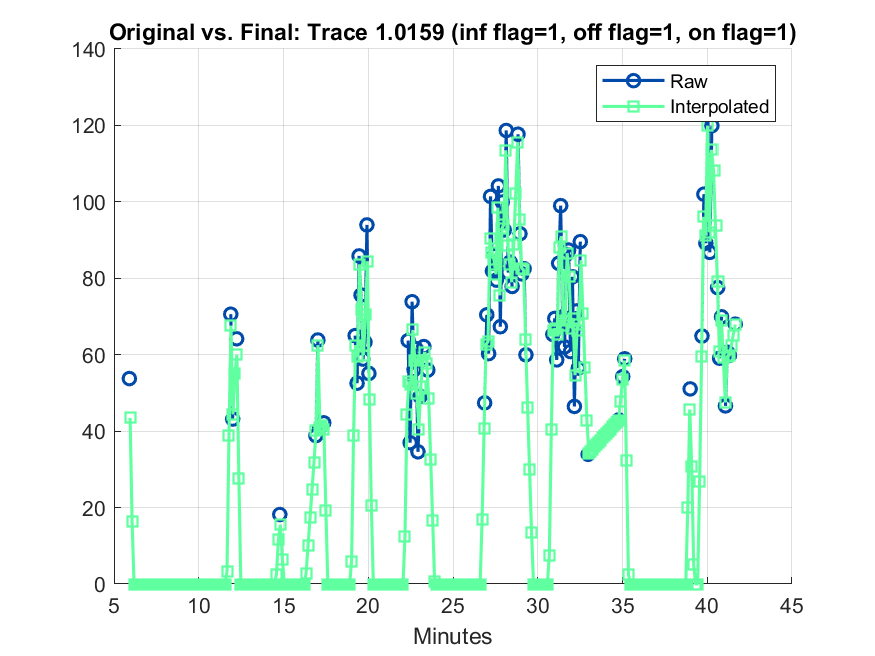 Original vs. Final: Trace 1.0159 (inf flag=1, off flag=1, on flag=1)
140
120
100
80
60
40
20
0
Raw
Interpolated
5 10 15 20 25 30 35 40 45
Minutes